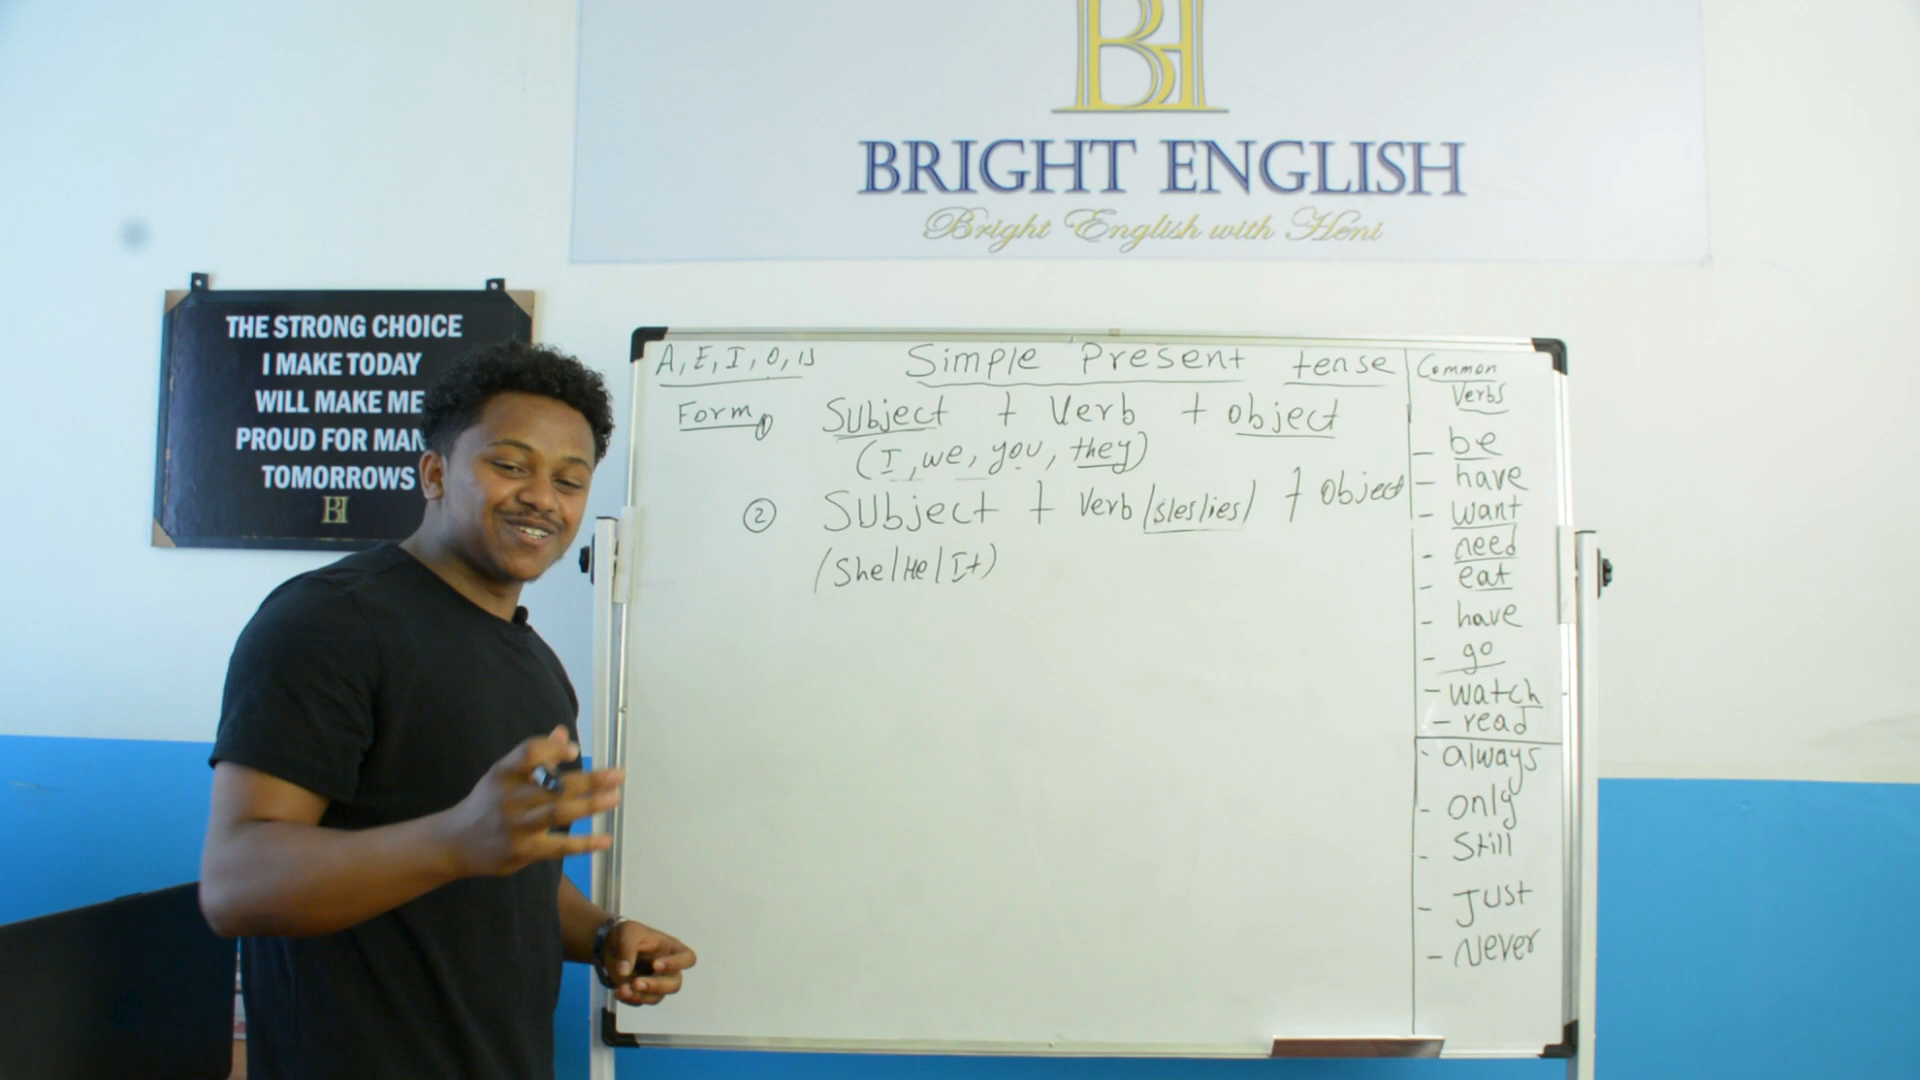 BH
BRIGHT ENGLISH
Bright English with Heni
THE STRONG CHOICE
I MAKE TODAY
WILL MAKE ME
PROUD FOR MAN
TOMORROWS
BH
A, E, I, O, U
Simple Present tense
Form ① Subject + Verb + object
(I, we, you, they)
② Subject + Verb /s/es/ies/ + Object
(She/He/It)
Common
Verbs
- be
- have
- want
- need
- eat
- have
- go
- watch
- read
- always
- only
- Still
- Just
- Never